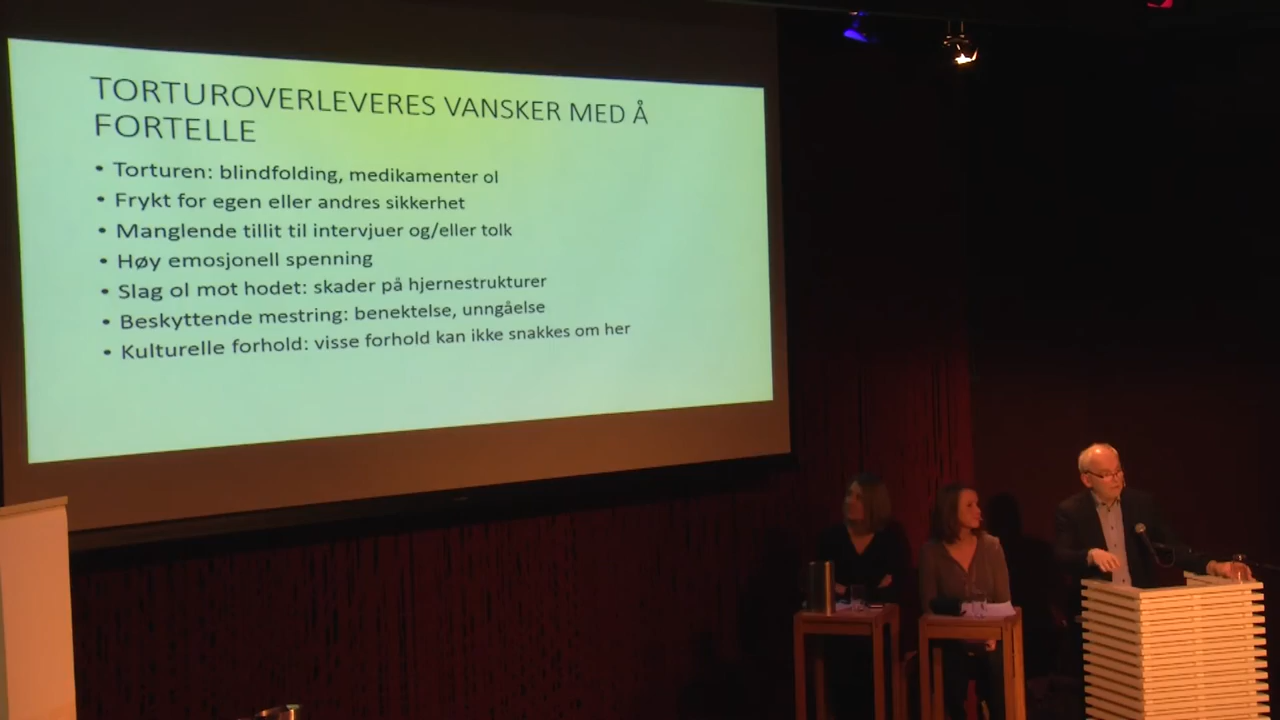 TORTUROVERLEVERES VANSKER MED Å
FORTELLE
• Torturen: blindfolding, medikamenter ol
• Frykt for egen eller andres sikkerhet
• Manglende tillit til intervjuer og/eller tolk
• Høy emosjonell spenning
• Slag ol mot hodet: skader på hjernestrukturer
• Beskyttende mestring: benektelse, unngåelse
• Kulturelle forhold: visse forhold kan ikke snakkes om her